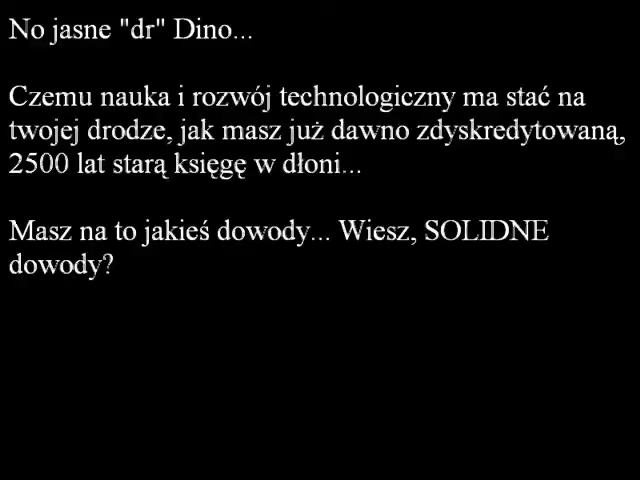 No jasne "dr" Dino...
Czemu nauka i rozwój technologiczny ma stać na
twojej drodze, jak masz już dawno zdyskredytowaną,
2500 lat starą księgę w dłoni...
Masz na to jakieś dowody... Wiesz, SOLIDNE
dowody?